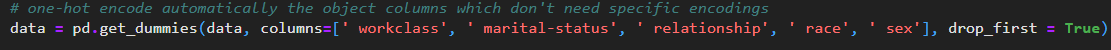 # one-hot encode automatically the object columns which don't need specific encodings
data = pd.get_dummies(data, columns=[' workclass', ' marital-status', ' relationship', ' race', ' sex'], drop_first = True)